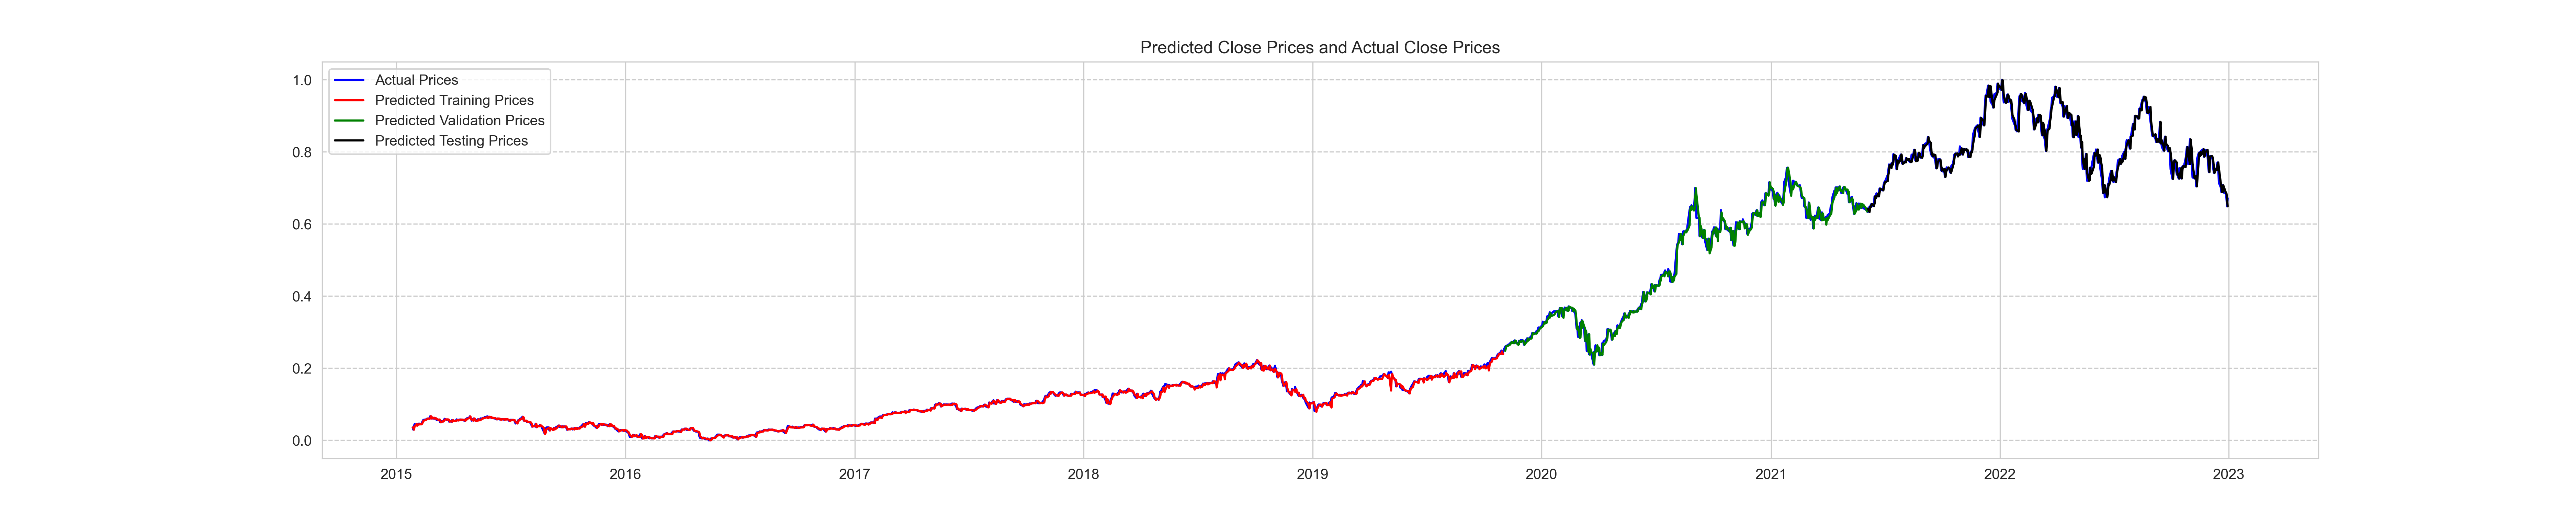 Predicted Close Prices and Actual Close Prices
Actual Prices
Predicted Training Prices
Predicted Validation Prices
Predicted Testing Prices
1.0
0.8
0.6
0.4
0.2
0.0
2015 2016 2017 2018 2019 2020 2021 2022 2023